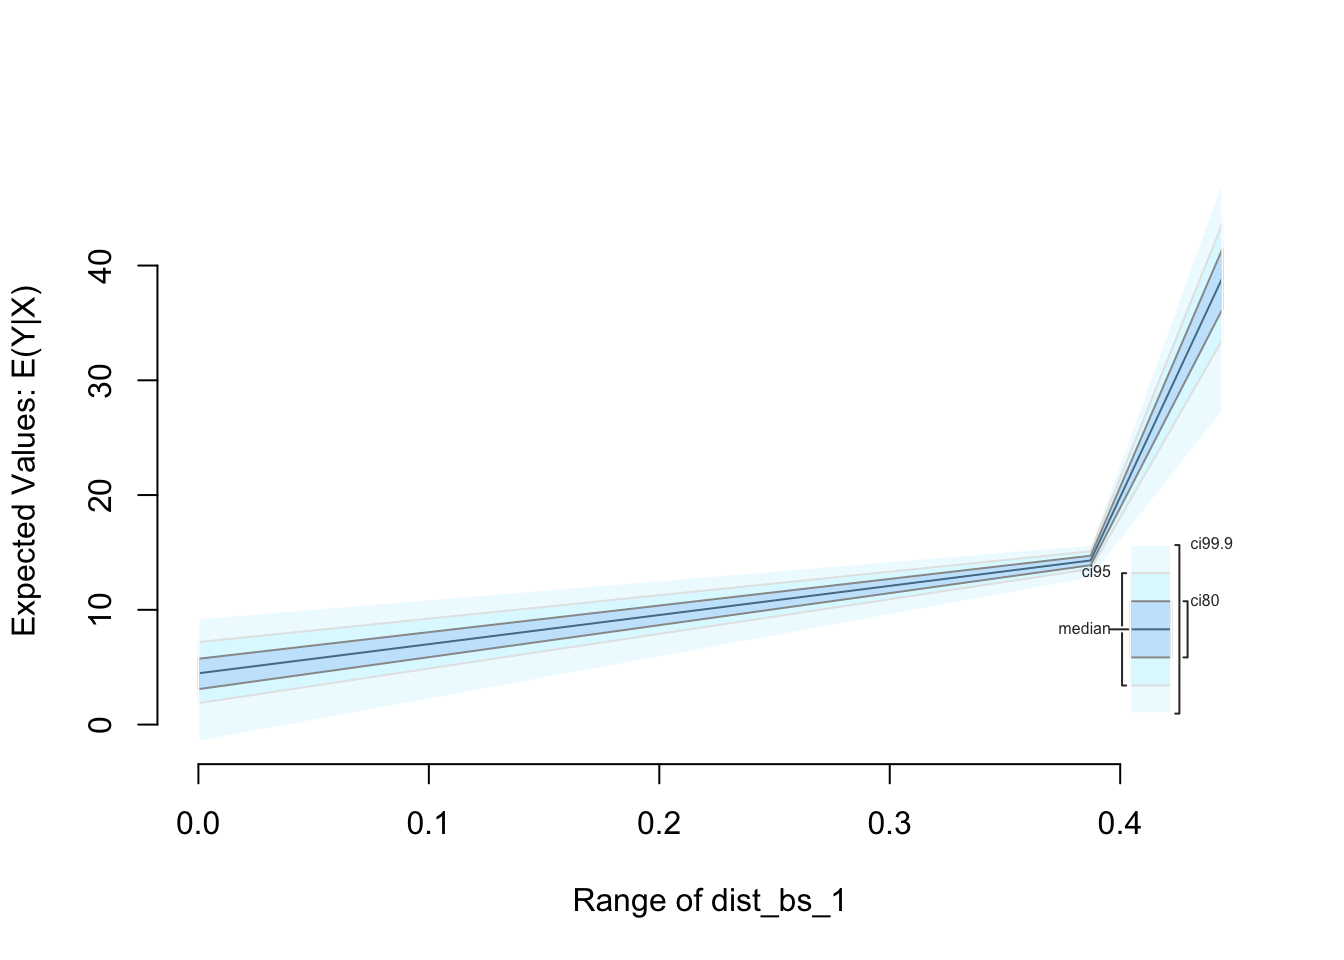 Expected Values: E(Y|X)
40
30
20
10
0
ci99.9
ci95
ci80
median
0.0
0.1
0.2
0.3
0.4
Range of dist_bs_1